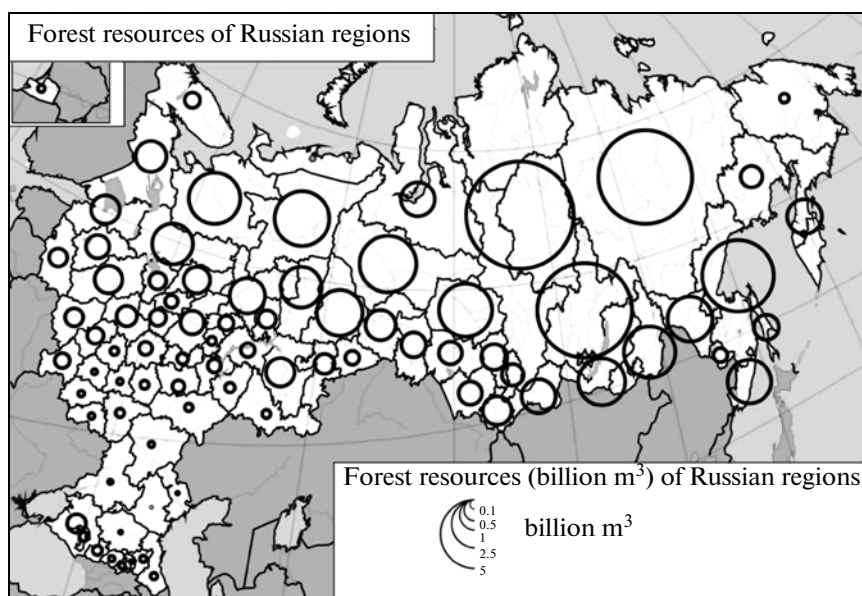 Forest resources of Russian regions
Forest resources (billion m³) of Russian regions
0.1
0.5
1
2.5
5
billion m³